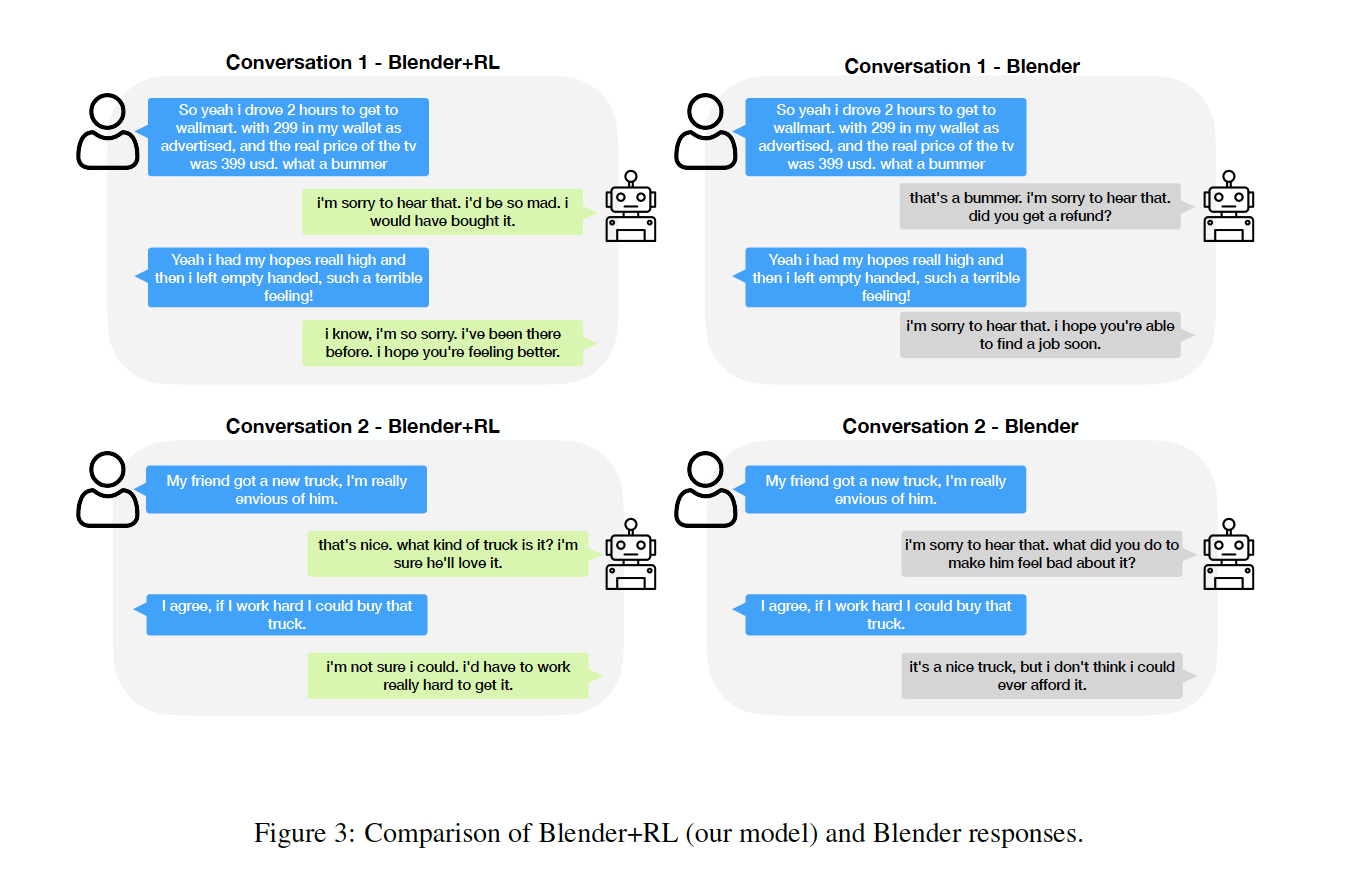 Conversation 1 - Blender+RL
So yeah i drove 2 hours to get to
wallmart. with 299 in my wallet as
advertised, and the real price of the tv
was 399 usd. what a bummer
i'm sorry to hear that. i'd be so mad. i
would have bought it.
Yeah i had my hopes reall high and
then i left empty handed, such a terrible
feeling!
i know, i'm so sorry. i've been there
before. i hope you're feeling better.
Conversation 1 - Blender
So yeah i drove 2 hours to get to
wallmart. with 299 in my wallet as
advertised, and the real price of the tv
was 399 usd. what a bummer
that's a bummer. i'm sorry to hear that.
did you get a refund?
Yeah i had my hopes reall high and
then i left empty handed, such a terrible
feeling!
i'm sorry to hear that. i hope you're able
to find a job soon.
Conversation 2 - Blender+RL
My friend got a new truck, I'm really
envious of him.
that's nice. what kind of truck is it? i'm
sure he'll love it.
I agree, if I work hard I could buy that
truck.
i'm not sure i could. i'd have to work
really hard to get it.
Conversation 2 - Blender
My friend got a new truck, I'm really
envious of him.
i'm sorry to hear that. what did you do to
make him feel bad about it?
I agree, if I work hard I could buy that
truck.
it's a nice truck, but i don't think i could
ever afford it.
Figure 3: Comparison of Blender+RL (our model) and Blender responses.